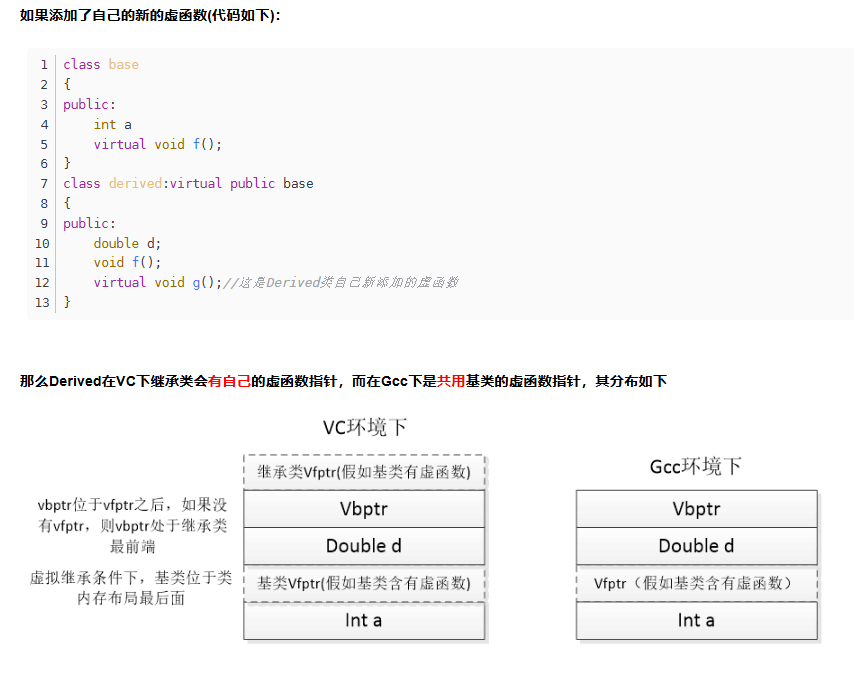 如果添加了自己的新的虚函数(代码如下)：
1 class base
2 {
3 public:
4     int a
5     virtual void f();
6 }
7 class derived:virtual public base
8 {
9 public:
10     double d;
11     void f();
12     virtual void g();//这是Derived类自己新添加的虚函数
13 }
那么Derived在VC下继承类会有自己的虚函数指针，而在Gcc下是共用基类的虚函数指针，其分布如下
VC环境下
继承类Vfptr(假如基类有虚函数)
vbptr位于vfptr之后，如果没
有vfptr，则vbptr处于继承类
最前端
Vbptr
Double d
虚拟继承条件下，基类位于类
内存布局最后面
基类Vfptr(假如基类含有虚函数)
Int a
Gcc环境下
Vbptr
Double d
Vfptr（假如基类含有虚函数）
Int a